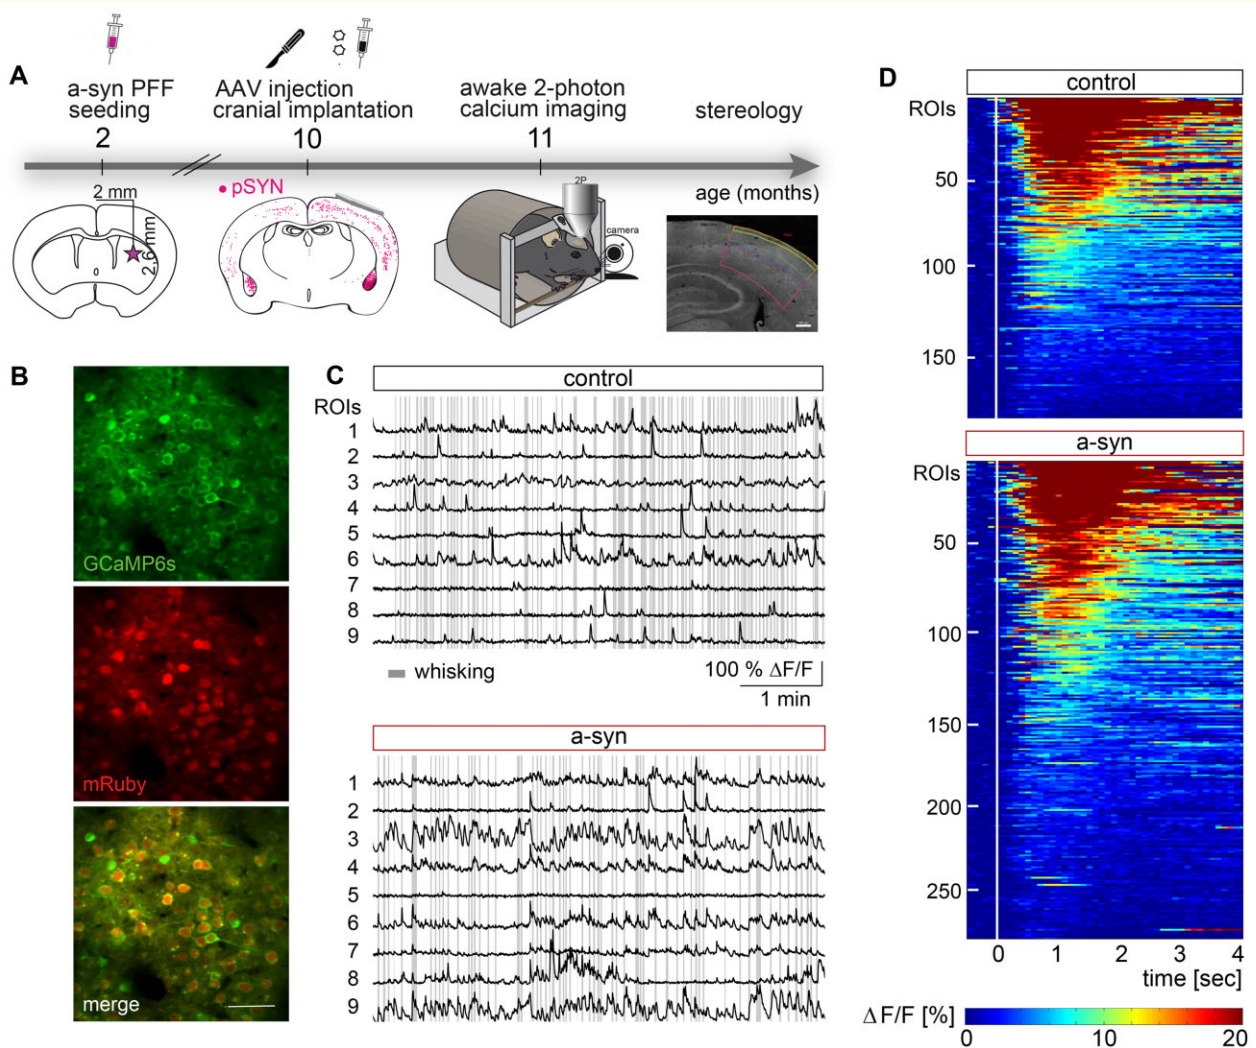 A
a-syn PFF
seeding
2
AAV injection
cranial implantation
10
awake 2-photon
calcium imaging
11
stereology
2 mm
2,6 mm
pSYN
2P
camera
age (months)
B
GCaMP6s
mRuby
merge
C
control
ROIs
1
2
3
4
5
6
7
8
9
whisking
100 % ΔF/F
1 min
a-syn
1
2
3
4
5
6
7
8
9
D
control
ROIs
50
100
150
a-syn
ROIs
50
100
150
200
250
0 1 2 3 4
time [sec]
ΔF/F [%]
0 10 20